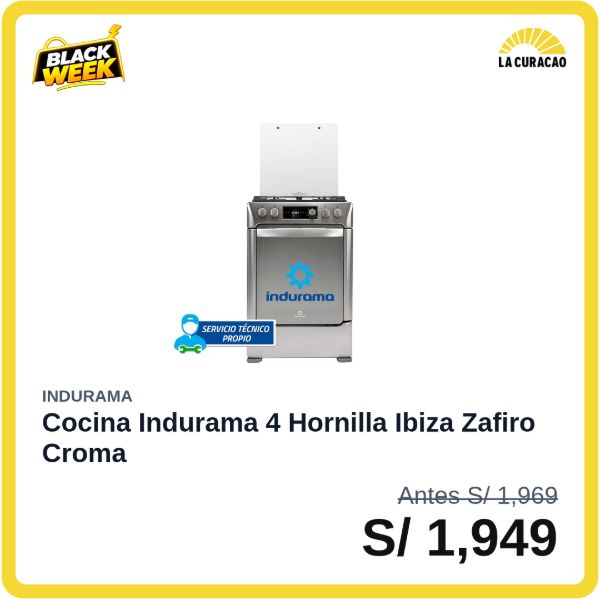 BLACK
WEEK
LA CURACAO
indurama
SERVICIO TÉCNICO
PROPIO
INDURAMA
Cocina Indurama 4 Hornilla Ibiza Zafiro
Croma
Antes S/ 1,969
S/ 1,949